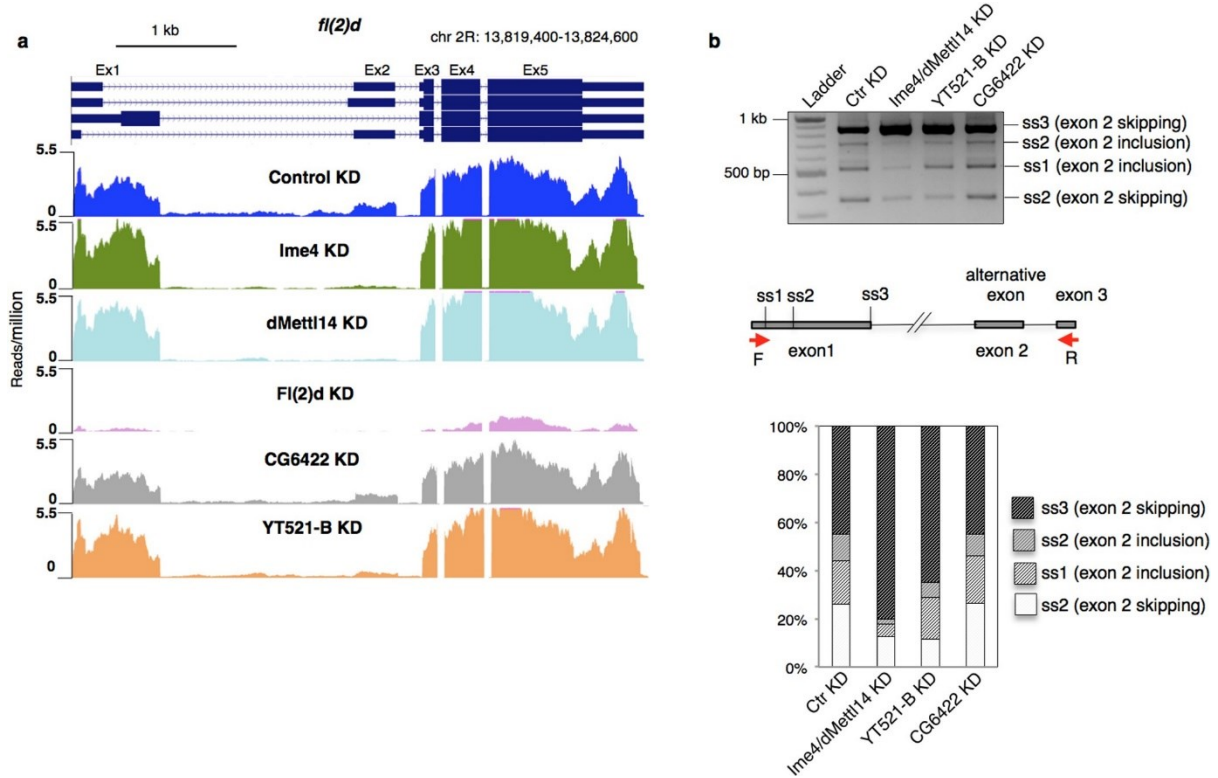 a
1 kb
fl(2)d
chr 2R: 13,819,400-13,824,600
Ex1
Ex2
Ex3
Ex4
Ex5
Reads/million
5.5
0
Control KD
5.5
0
Ime4 KD
5.5
0
dMettl14 KD
5.5
0
Fl(2)d KD
5.5
0
CG6422 KD
5.5
0
YT521-B KD
b
Ladder
Ctr KD
Ime4/dMettl14 KD
YT521-B KD
CG6422 KD
1 kb
500 bp
ss3 (exon 2 skipping)
ss2 (exon 2 inclusion)
ss1 (exon 2 inclusion)
ss2 (exon 2 skipping)
ss1
ss2
ss3
alternative
exon
exon 3
F
exon1
exon 2
R
100%
80%
60%
40%
20%
0%
Ctr KD
Ime4/dMettl14 KD
YT521-B KD
CG6422 KD
ss3 (exon 2 skipping)
ss2 (exon 2 inclusion)
ss1 (exon 2 inclusion)
ss2 (exon 2 skipping)